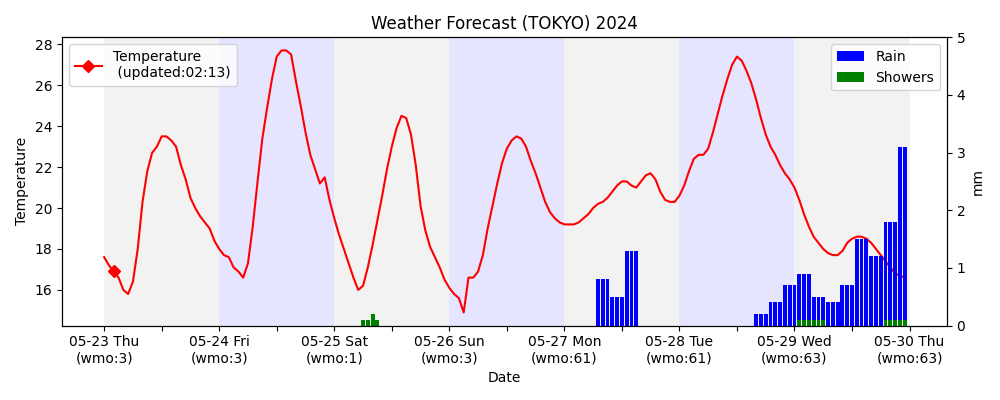 Weather Forecast (TOKYO) 2024
Temperature
(updated:02:13)
Rain
Showers
28
26
24
22
20
18
16
Temperature
5
4
3
2
1
0
mm
05-23 Thu 05-24 Fri 05-25 Sat 05-26 Sun 05-27 Mon 05-28 Tue 05-29 Wed 05-30 Thu
(wmo:3) (wmo:3) (wmo:1) (wmo:3) (wmo:61) (wmo:61) (wmo:63) (wmo:63)
Date